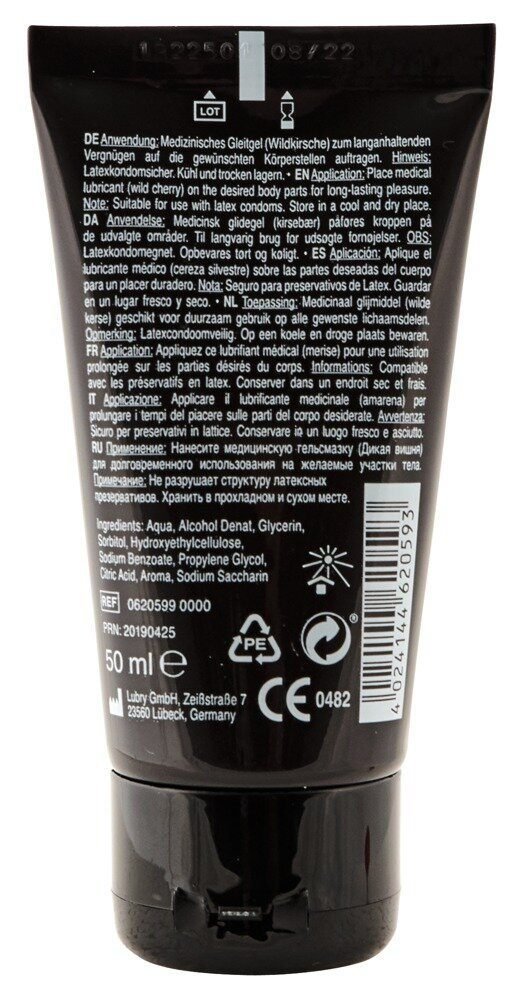 08/22
LOT
DE Anwendung: Medizinisches Gleitgel (Wildkirsche) zum langanhaltenden
Vergnügen auf die gewünschten Körperstellen auftragen. Hinweis:
Latexkondomsicher. Kühl und trocken lagern. • EN Application: Place medical
lubricant (wild cherry) on the desired body parts for long-lasting pleasure.
Note: Suitable for use with latex condoms. Store in a cool and dry place.
DA Anvendelse: Medicinsk glidegel (kirsebær) påføres kroppen på
de udvalgte områder. Til langvarig brug for udsøgte fornøjelser. OBS:
Latexkondomegnet. Opbevares tørt og køligt. • ES Aplicación: Aplique el
lubricante médico (cereza silvestre) sobre las partes deseadas del cuerpo
para un placer duradero. Nota: Seguro para preservativos de Latex. Guardar
en un lugar fresco y seco. • NL Toepassing: Medicinaal glijmiddel (wilde
kerse) geschikt voor duurzaam gebruik op alle gewenste lichaamsdelen.
Opmerking: Latexcondoomveilig. Op een koele en droge plaats bewaren.
FR Application: Appliquez ce lubrifiant médical (merise) pour une utilisation
prolongée sur les parties désirés du corps. Informations: Compatible
avec les préservatifs en latex. Conserver dans un endroit sec et frais.
IT Applicazione: Applicare il lubrificante medicinale (amarena) per
prolungare i tempi del piacere sulle parti del corpo desiderate. Avvertenza:
Sicuro per preservativi in lattice. Conservare in un luogo fresco e asciutto.
RU Применение: Нанесите медицинскую гельсмазку (Дикая вишня)
для долговременного использования на желаемые участки тела.
Примечание: Не разрушает структуру латексных
презервативов. Хранить в прохладном и сухом месте.
Ingredients: Aqua, Alcohol Denat, Glycerin,
Sorbitol, Hydroxyethylcellulose,
Sodium Benzoate, Propylene Glycol,
Citric Acid, Aroma, Sodium Saccharin
REF 0620599 0000
PRN: 20190425
50 ml e
PE
Lubry GmbH, Zeißstraße 7
23560 Lübeck, Germany
CE 0482
4 024144 620593